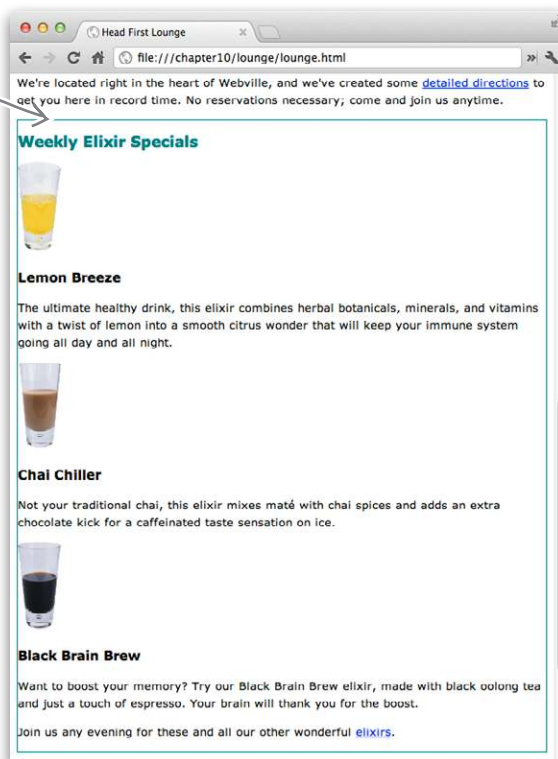 Head First Lounge
file:///chapter10/lounge/lounge.html
We're located right in the heart of Webville, and we've created some detailed directions to
get you here in record time. No reservations necessary; come and join us anytime.
Weekly Elixir Specials
Lemon Breeze
The ultimate healthy drink, this elixir combines herbal botanicals, minerals, and vitamins
with a twist of lemon into a smooth citrus wonder that will keep your immune system
going all day and all night.
Chai Chiller
Not your traditional chai, this elixir mixes maté with chai spices and adds an extra
chocolate kick for a caffeinated taste sensation on ice.
Black Brain Brew
Want to boost your memory? Try our Black Brain Brew elixir, made with black oolong tea
and just a touch of espresso. Your brain will thank you for the boost.
Join us any evening for these and all our other wonderful elixirs.